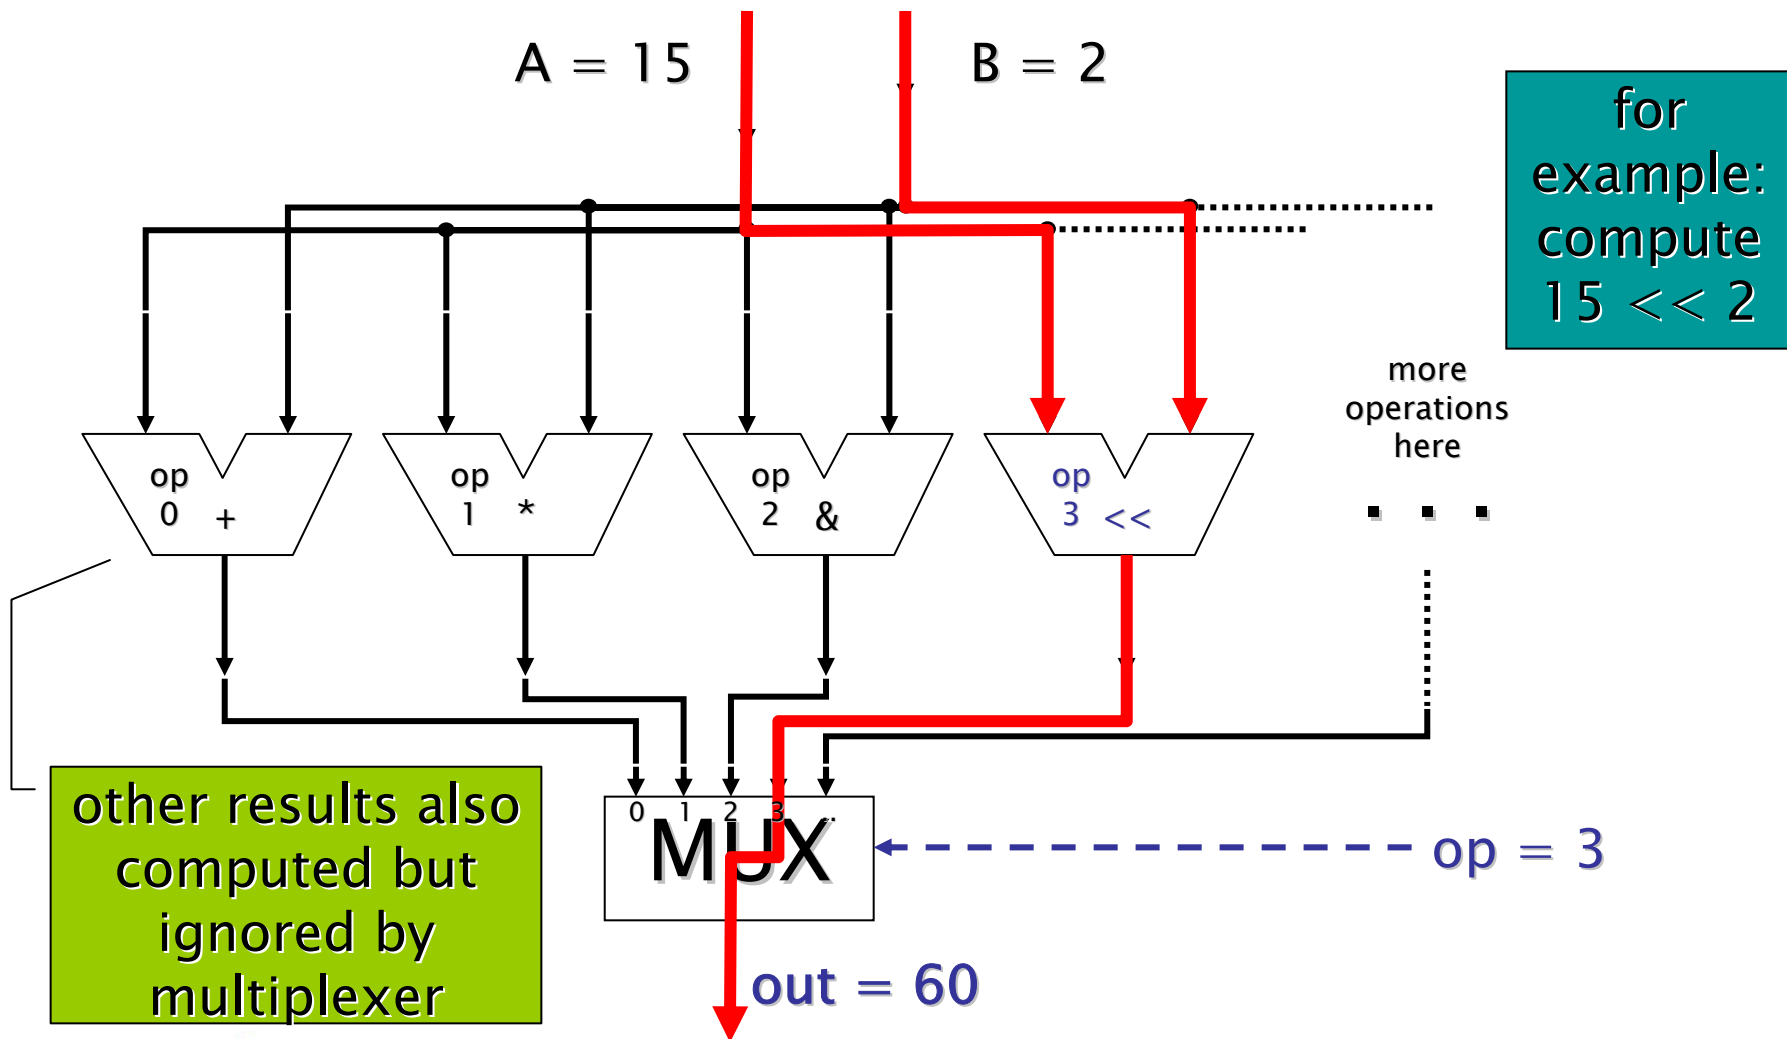 A = 15
B = 2
for
example:
compute
15 << 2
more
operations
here
op
0 +
op
1 *
op
2 &
op
3 <<
. . .
0 1 2 3 ..
MUX
op = 3
other results also
computed but
ignored by
multiplexer
out = 60